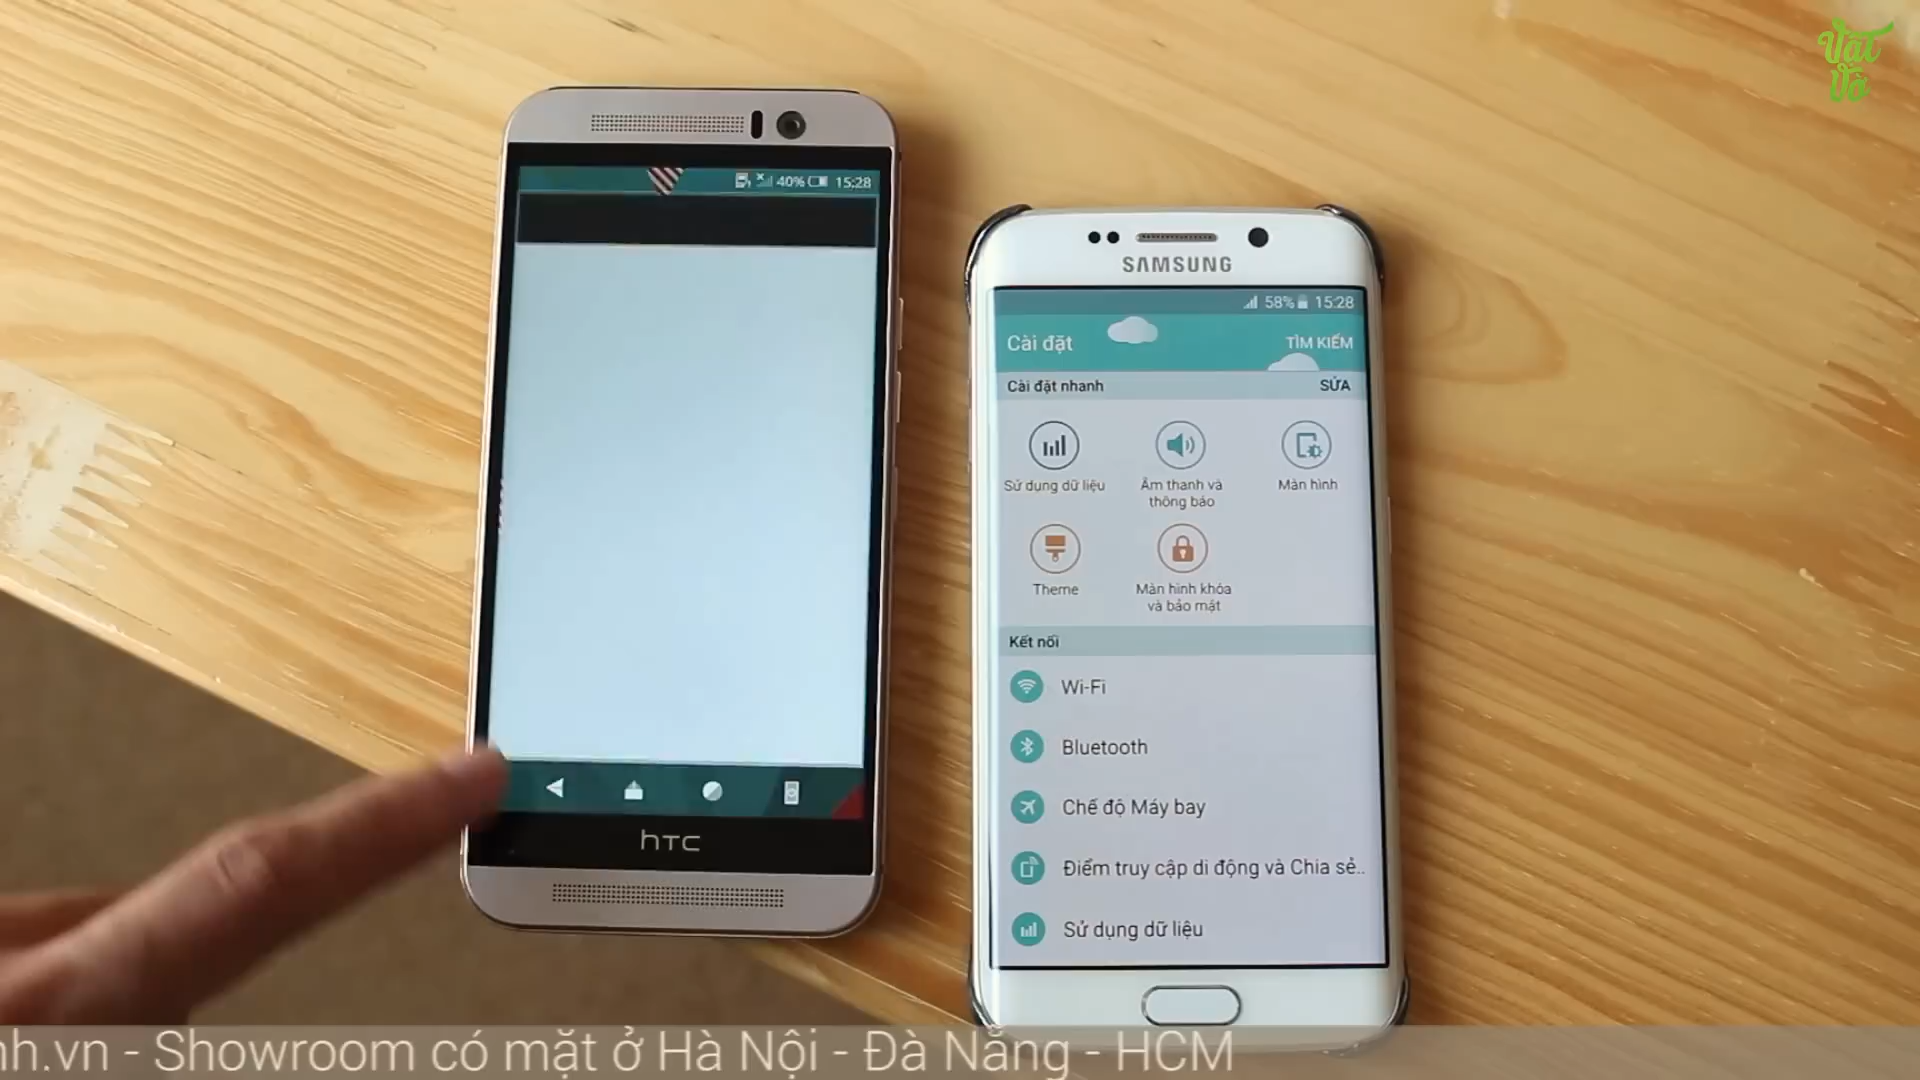 Vật
Vờ
40% 15:28
htc
SAMSUNG
58% 15:28
Cài đặt
TÌM KIẾM
Cài đặt nhanh
SỬA
Sử dụng dữ liệu
Âm thanh và
thông báo
Màn hình
Theme
Màn hình khóa
và bảo mật
Kết nối
Wi-Fi
Bluetooth
Chế độ Máy bay
Điểm truy cập di động và Chia sẻ..
Sử dụng dữ liệu
nh.vn - Showroom có mặt ở Hà Nội - Đà Nẵng - HCM